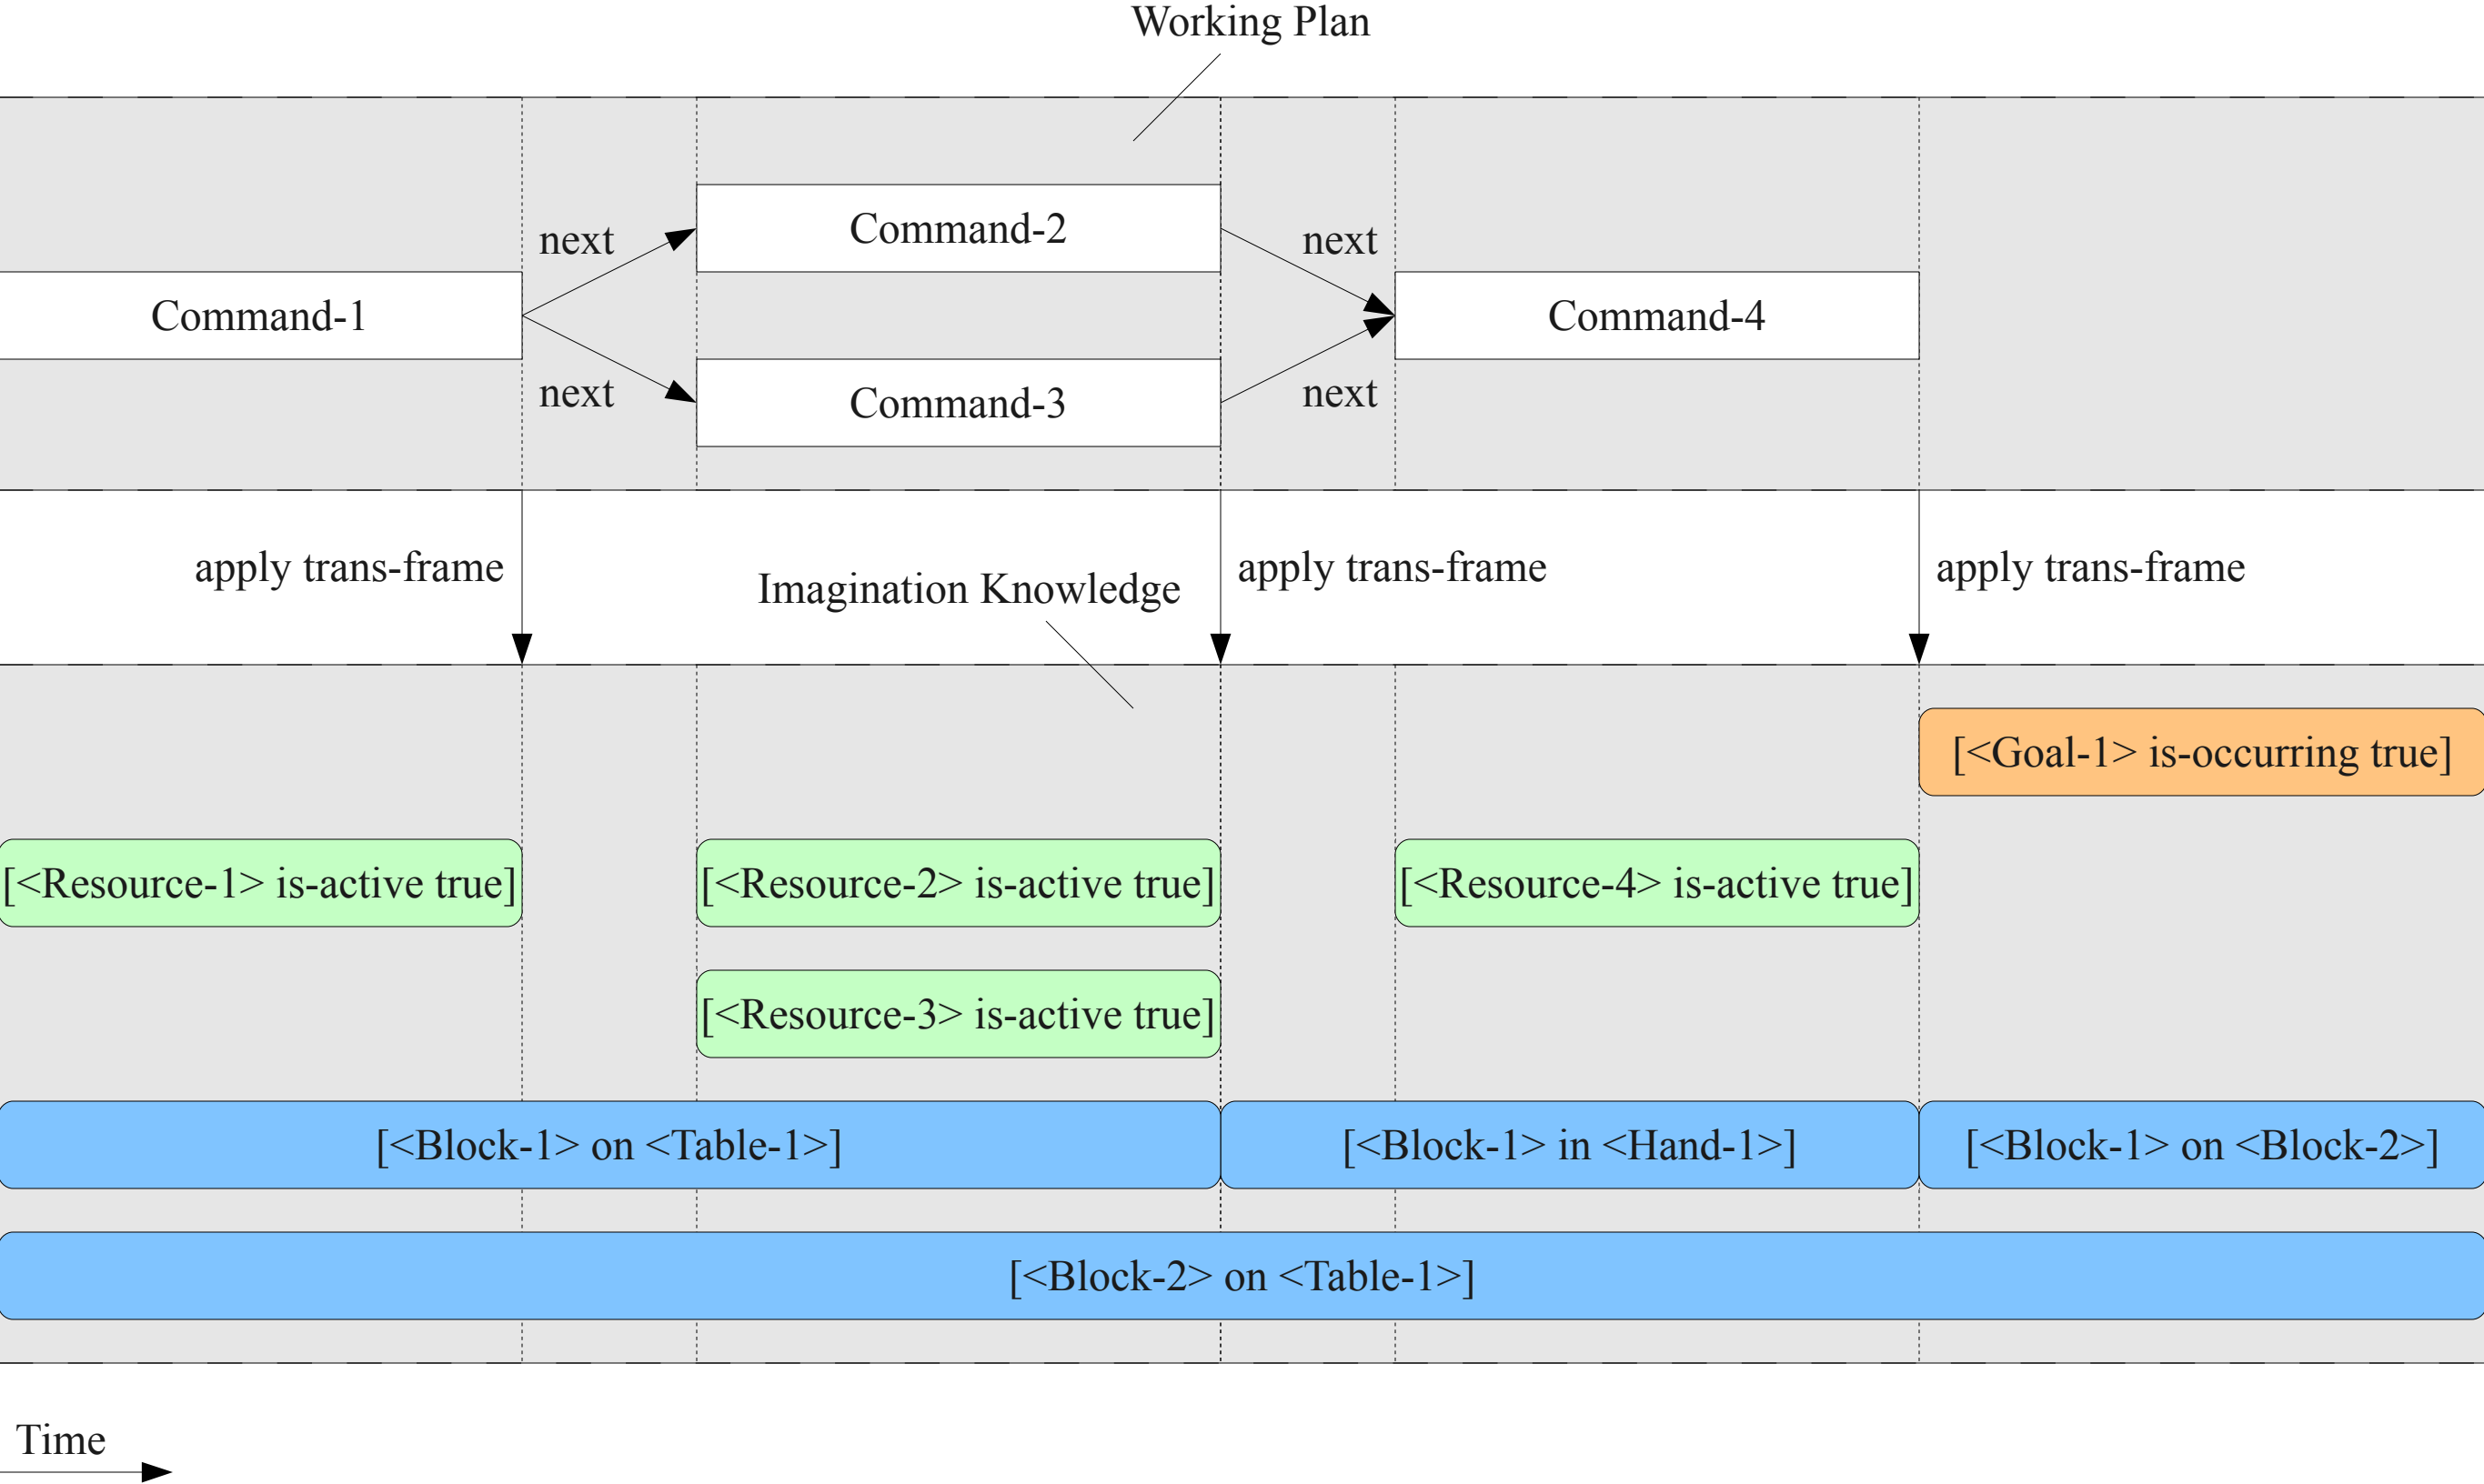 Working Plan
next
Command-2
next
Command-1
Command-4
next
Command-3
next
apply trans-frame
Imagination Knowledge
apply trans-frame
apply trans-frame
[<Goal-1> is-occurring true]
[<Resource-1> is-active true]
[<Resource-2> is-active true]
[<Resource-4> is-active true]
[<Resource-3> is-active true]
[<Block-1> on <Table-1>]
[<Block-1> in <Hand-1>]
[<Block-1> on <Block-2>]
[<Block-2> on <Table-1>]
Time